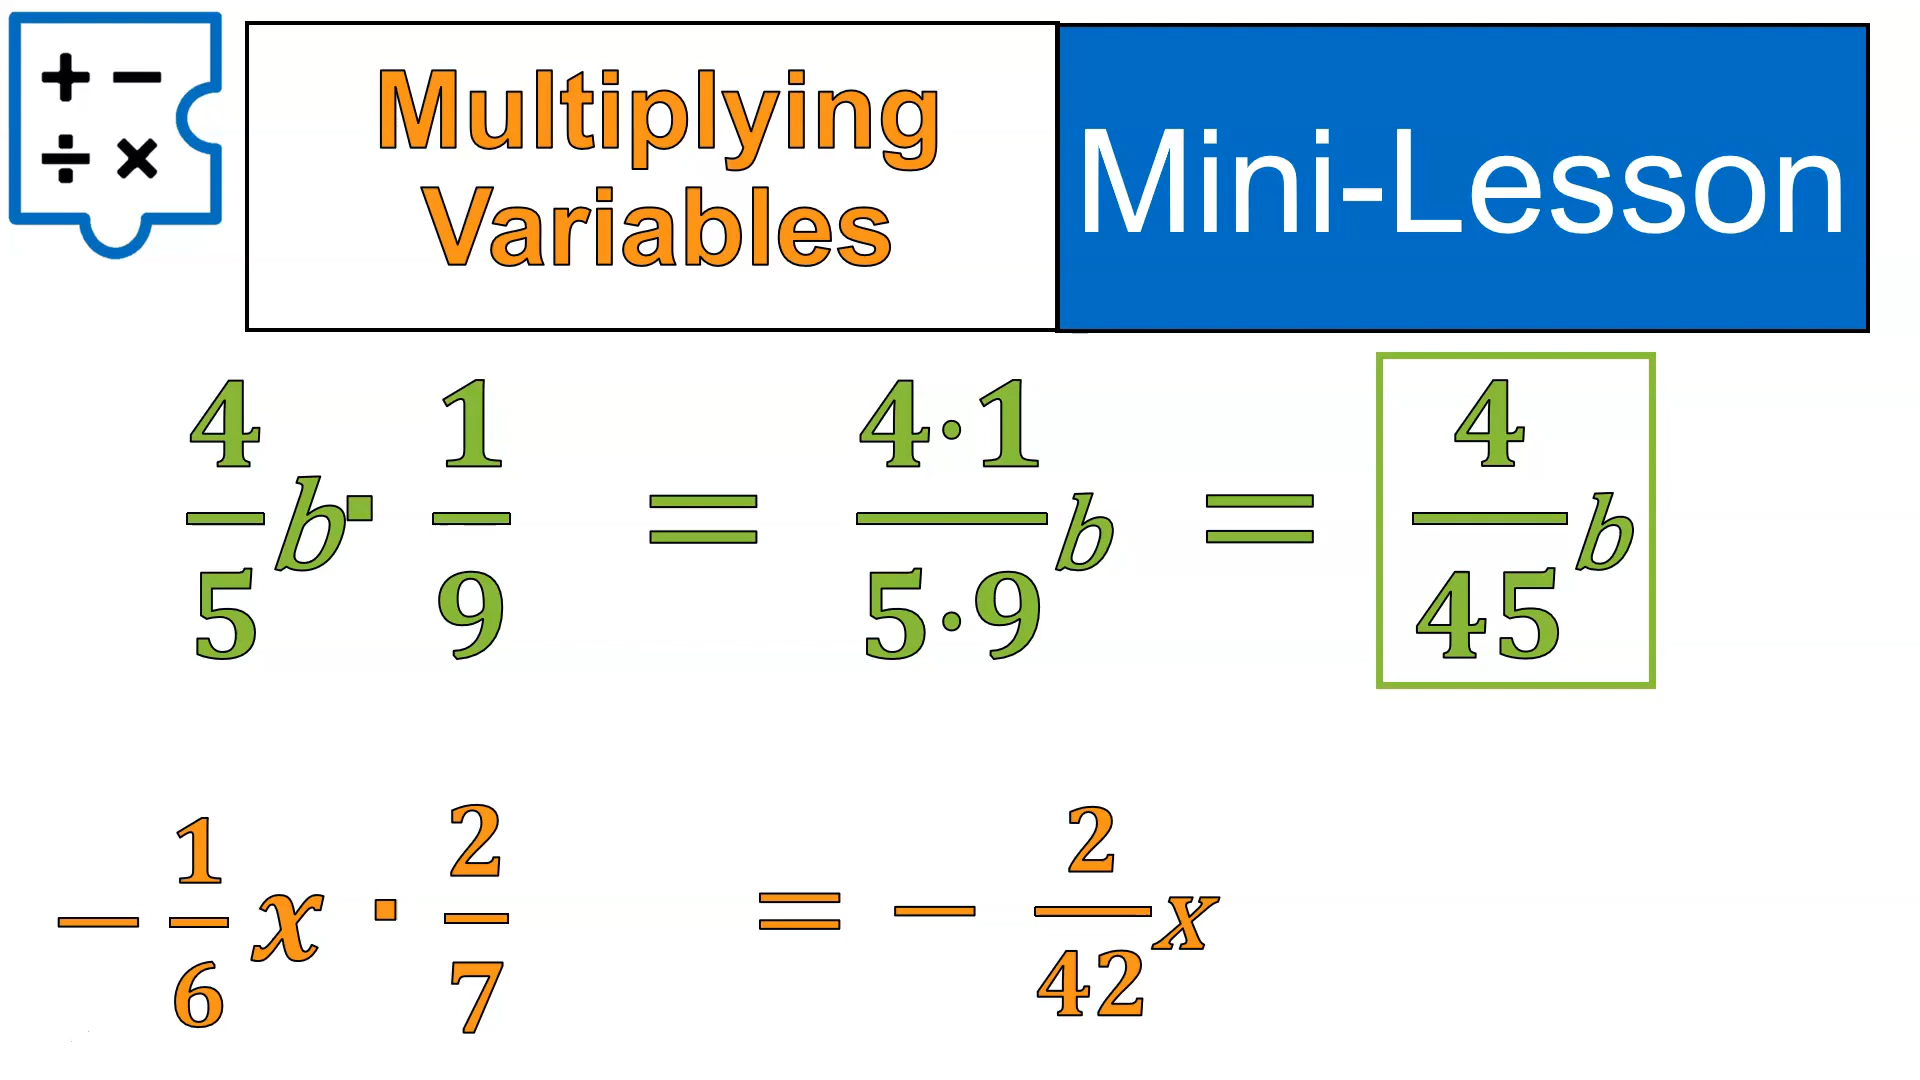 + −
÷ ×
Multiplying
Variables
Mini-Lesson
4/5 b · 1/9 = 4·1/5·9 b = 4/45 b
− 1/6 x · 2/7 = − 2/42 x